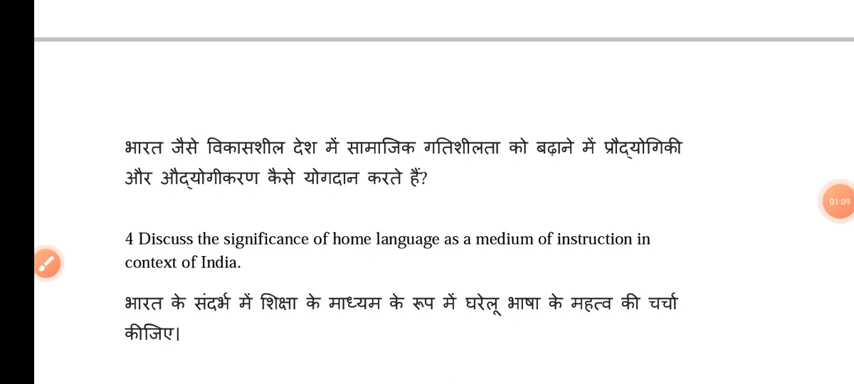 भारत जैसे विकासशील देश में सामाजिक गतिशीलता को बढ़ाने में प्रौद्योगिकी
और औद्योगीकरण कैसे योगदान करते हैं?
4 Discuss the significance of home language as a medium of instruction in
context of India.
भारत के संदर्भ में शिक्षा के माध्यम के रूप में घरेलू भाषा के महत्व की चर्चा
कीजिए।
01:09